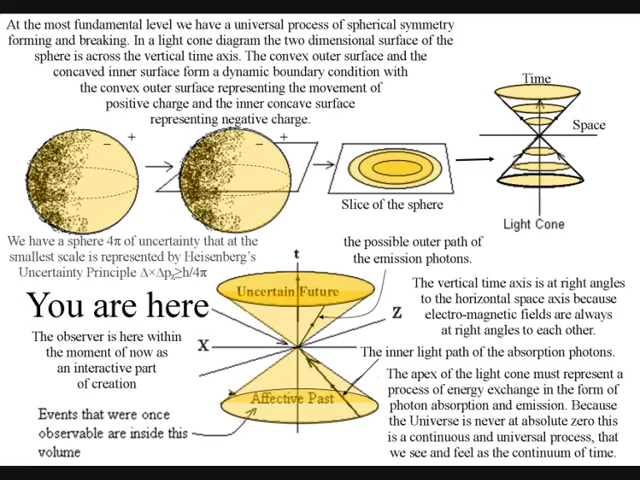 At the most fundamental level we have a universal process of spherical symmetry
forming and breaking. In a light cone diagram the two dimensional surface of the
sphere is across the vertical time axis. The convex outer surface and the
concaved inner surface form a dynamic boundary condition with
the convex outer surface representing the movement of
positive charge and the inner concave surface
representing negative charge.
− +
− +
Slice of the sphere
Time
Space
Light Cone
We have a sphere 4π of uncertainty that at the
smallest scale is represented by Heisenberg's
Uncertainty Principle Δ×Δpₓ≥h/4π
You are here
The observer is here within
the moment of now as
an interactive part
of creation
Events that were once
observable are inside this
volume
t
Uncertain Future
X
Z
Affective Past
the possible outer path of
the emission photons.
The vertical time axis is at right angles
to the horizontal space axis because
electro-magnetic fields are always
at right angles to each other.
The inner light path of the absorption photons.
The apex of the light cone must represent a
process of energy exchange in the form of
photon absorption and emission. Because
the Universe is never at absolute zero this
is a continuous and universal process, that
we see and feel as the continuum of time.